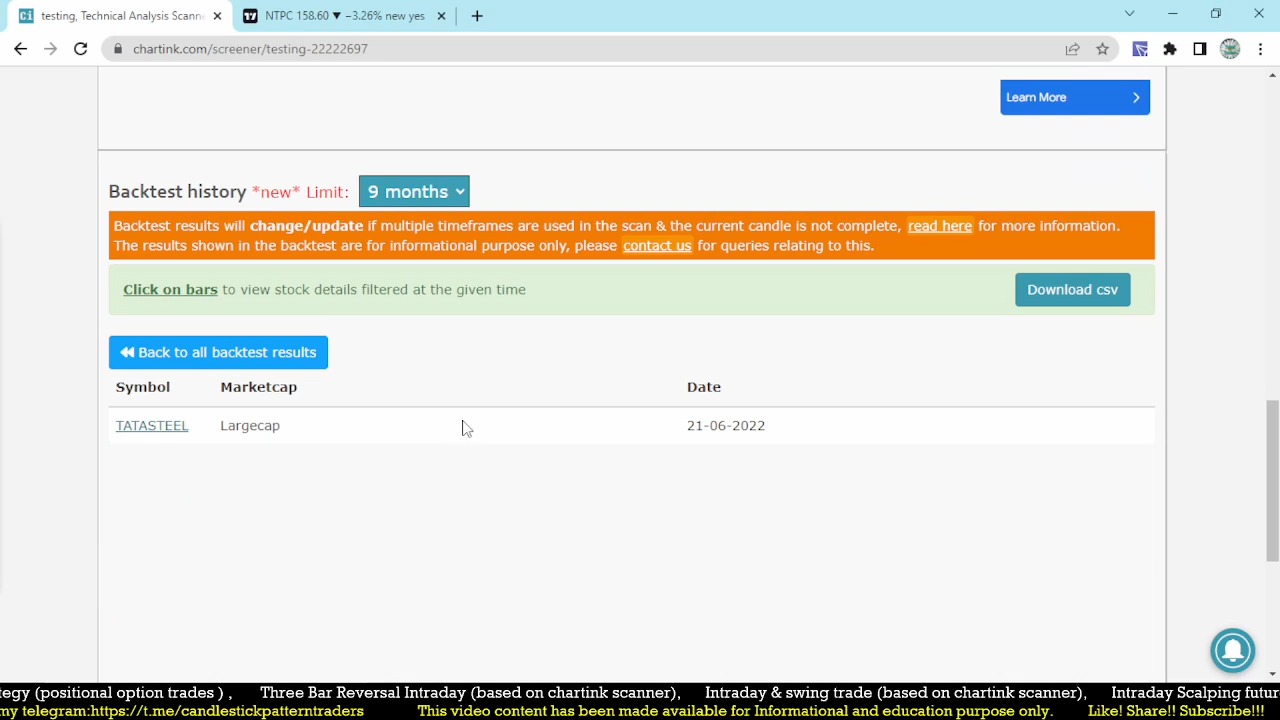 testing, Technical Analysis Scanne
NTPC 158.60 ▼ −3.26% new yes
chartink.com/screener/testing-22222697
Learn More
Backtest history *new* Limit: 9 months
Backtest results will change/update if multiple timeframes are used in the scan & the current candle is not complete, read here for more information.
The results shown in the backtest are for informational purpose only, please contact us for queries relating to this.
Click on bars to view stock details filtered at the given time
Download csv
Back to all backtest results
Symbol Marketcap Date
TATASTEEL Largecap 21-06-2022
tegy (positional option trades ) , Three Bar Reversal Intraday (based on chartink scanner), Intraday & swing trade (based on chartink scanner), Intraday Scalping futur
my telegram:https://t.me/candlestickpatterntraders This video content has been made available for Informational and education purpose only. Like! Share!! Subscribe!!!